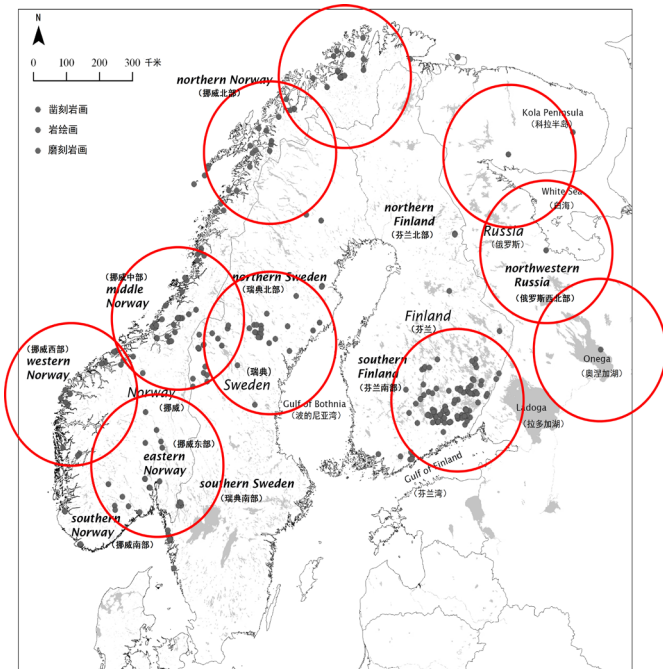 N
0 100 200 300 千米
凿刻岩画
岩绘画
磨刻岩画
northern Norway
（挪威北部）
Kola Peninsula
（科拉半岛）
White Sea
（白海）
northern
Finland
（芬兰北部）
Russia
（俄罗斯）
northwestern
Russia
（俄罗斯西北部）
（挪威中部）
middle
Norway
northern Sweden
（瑞典北部）
Finland
（芬兰）
（挪威西部）
western
Norway
（瑞典）
Sweden
southern
Finland
（芬兰南部）
Onega
（奥涅加湖）
Norway
（挪威）
Gulf of Bothnia
（波的尼亚湾）
Ladoga
（拉多加湖）
（挪威东部）
eastern
Norway
Gulf of Finland
（芬兰湾）
southern Sweden
（瑞典南部）
southern
Norway
（挪威南部）